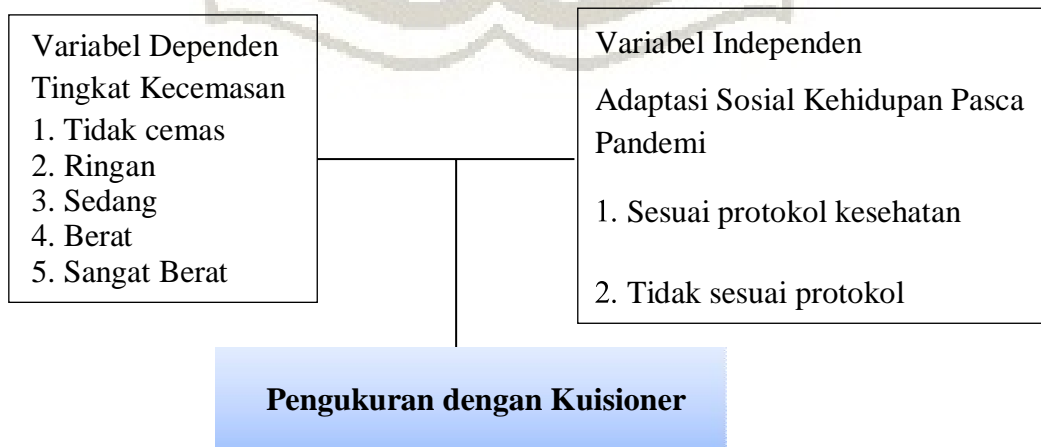 Variabel Dependen
Tingkat Kecemasan
1. Tidak cemas
2. Ringan
3. Sedang
4. Berat
5. Sangat Berat
Variabel Independen
Adaptasi Sosial Kehidupan Pasca
Pandemi
1. Sesuai protokol kesehatan
2. Tidak sesuai protokol
Pengukuran dengan Kuisioner